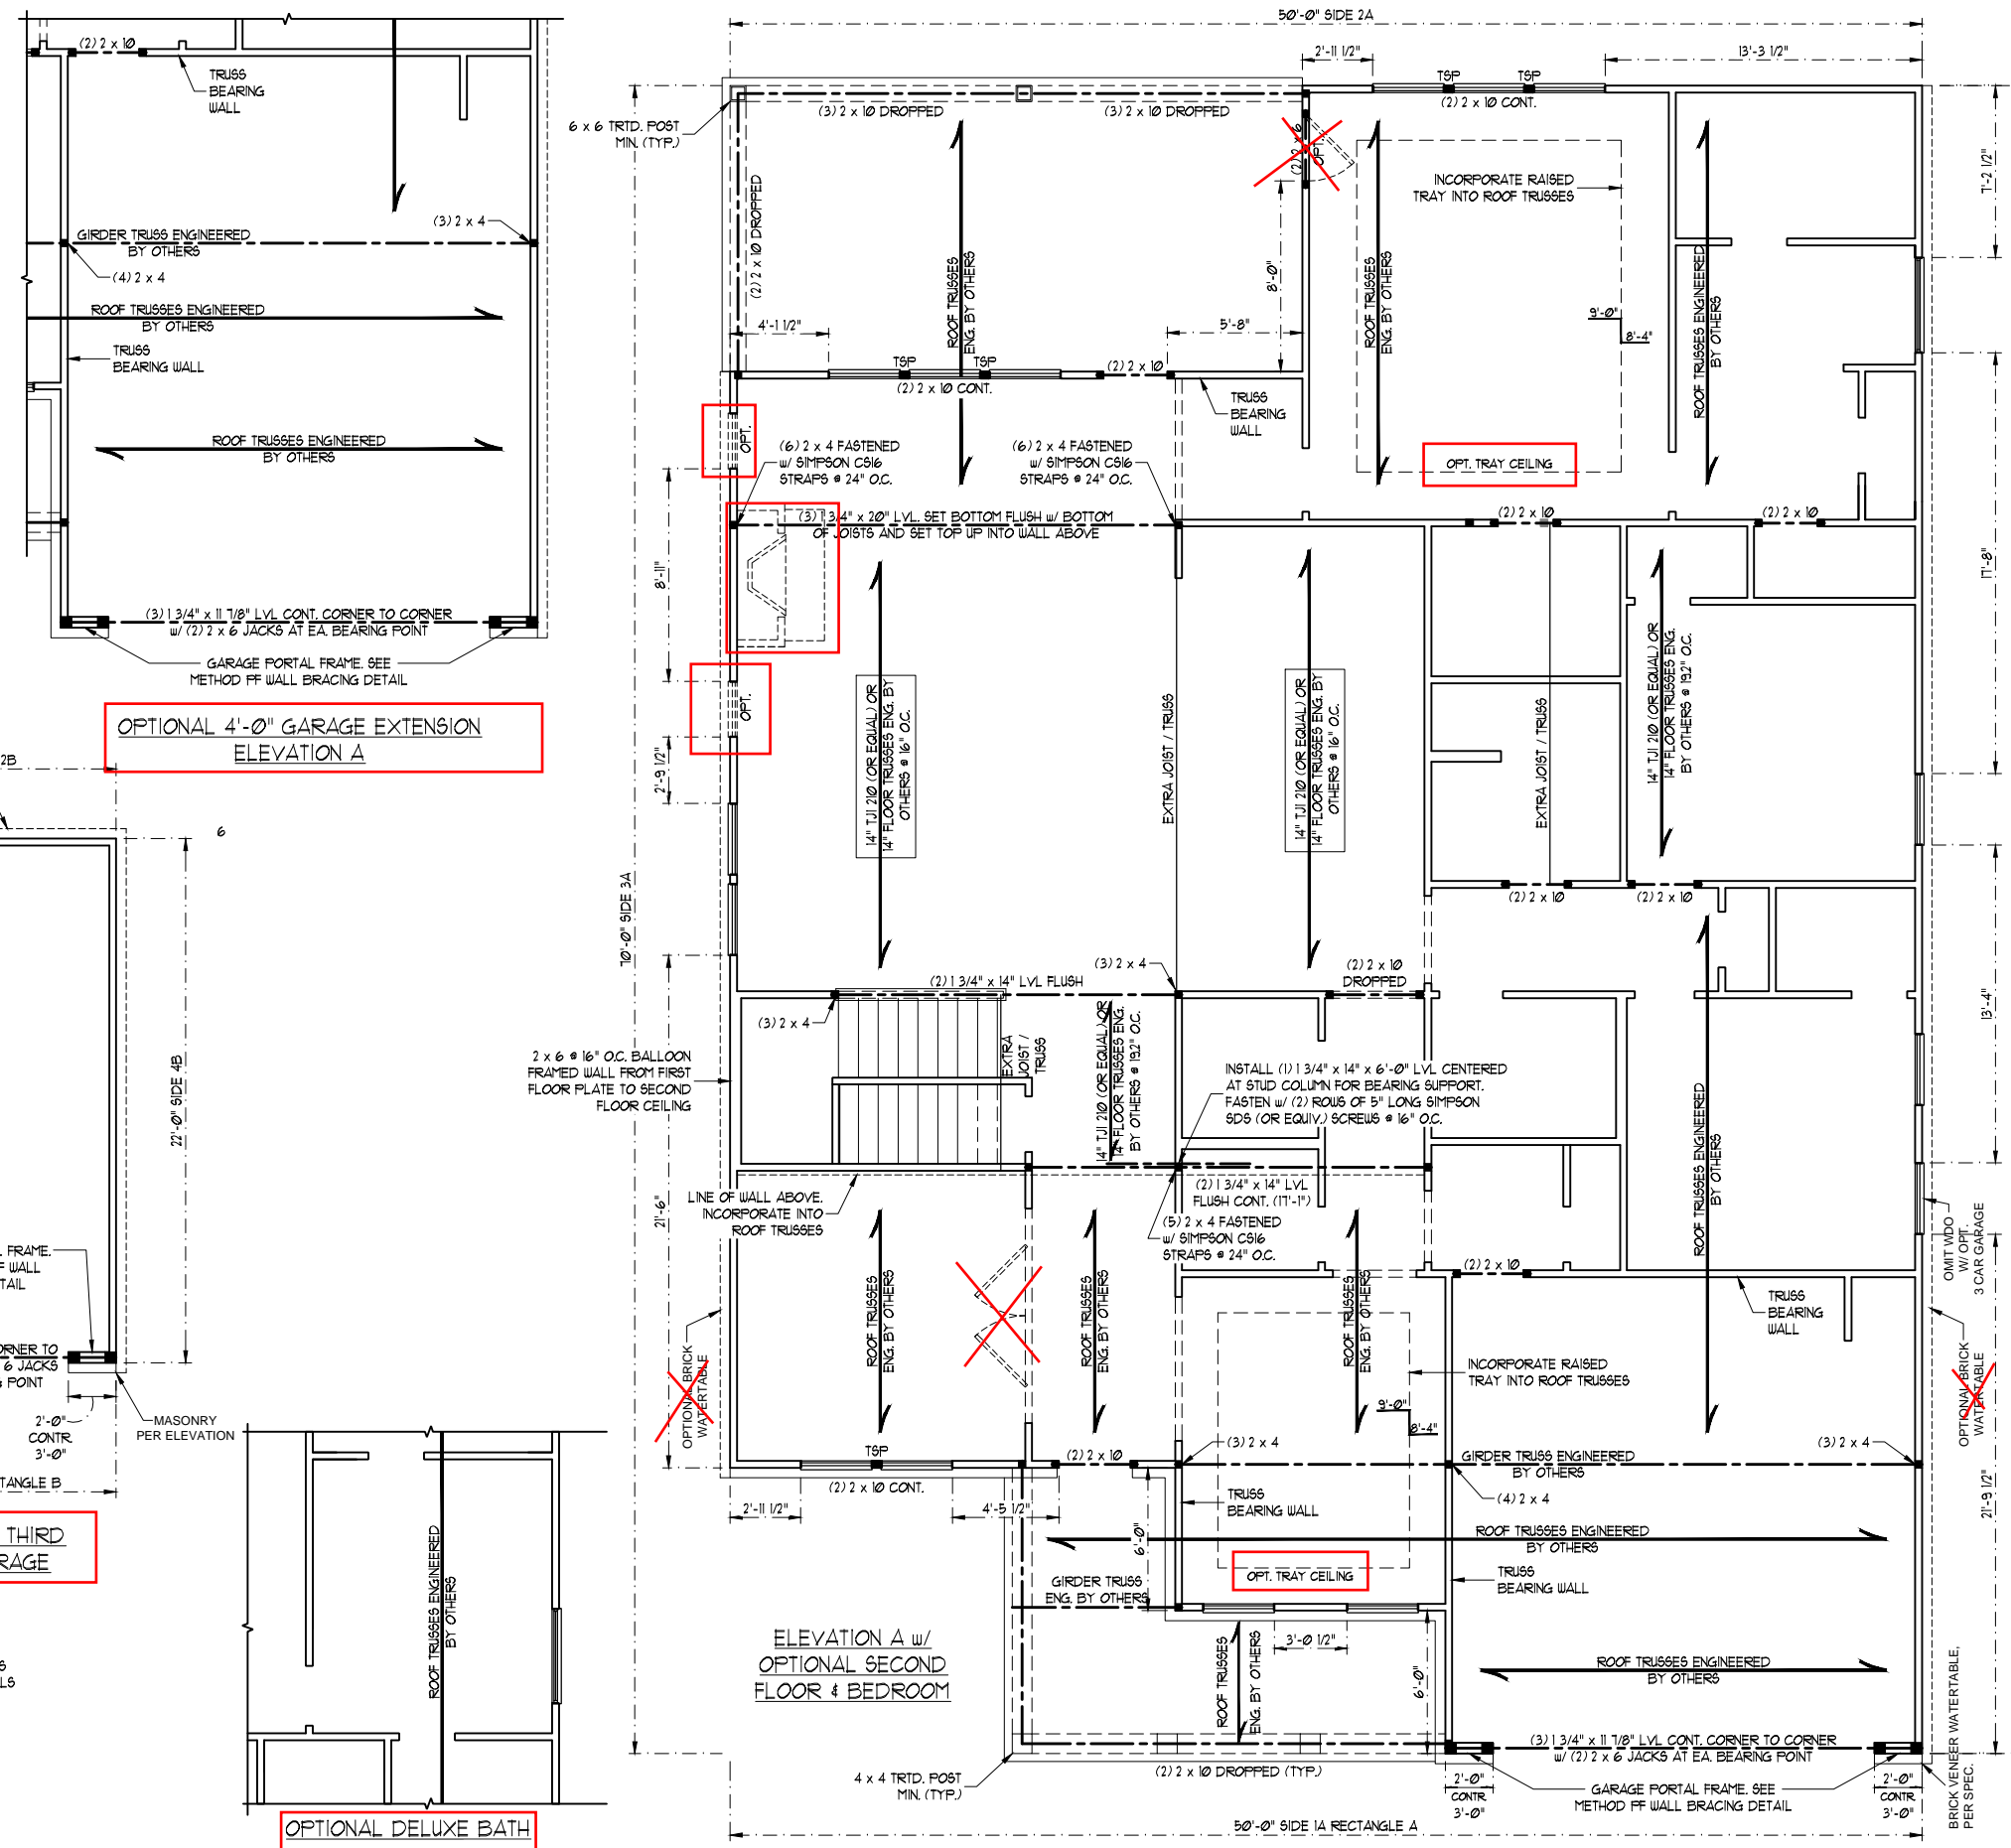 (2) 2 x 10
TRUSS
BEARING
WALL
(3) 2 x 4
GIRDER TRUSS ENGINEERED
BY OTHERS
(4) 2 x 4
ROOF TRUSSES ENGINEERED
BY OTHERS
TRUSS
BEARING WALL
ROOF TRUSSES ENGINEERED
BY OTHERS
(3) 1 3/4" x 11 7/8" LVL CONT. CORNER TO CORNER
w/ (2) 2 x 6 JACKS AT EA. BEARING POINT
GARAGE PORTAL FRAME. SEE
METHOD PF WALL BRACING DETAIL
OPTIONAL 4'-0" GARAGE EXTENSION
ELEVATION A
2B
6
22'-0" SIDE 4B
FRAME.
WALL
TAIL
ORNER TO
6 JACKS
POINT
2'-0"
CONTR
3'-0"
MASONRY
PER ELEVATION
TANGLE B
THIRD
RAGE
S
LS
ROOF TRUSSES ENGINEERED
BY OTHERS
OPTIONAL DELUXE BATH
50'-0" SIDE 2A
2'-11 1/2"
13'-3 1/2"
TSP
TSP
(2) 2 x 10 CONT.
(3) 2 x 10 DROPPED
(3) 2 x 10 DROPPED
6 x 6 TRTD. POST
MIN. (TYP.)
(2) 2 x 10 DROPPED
(2) 2 x 6
OPT.
INCORPORATE RAISED
TRAY INTO ROOF TRUSSES
7'-2 1/2"
ROOF TRUSSES
ENG. BY OTHERS
8'-0"
ROOF TRUSSES
ENG. BY OTHERS
ROOF TRUSSES ENGINEERED
BY OTHERS
9'-0"
8'-4"
4'-1 1/2"
5'-8"
TSP
TSP
(2) 2 x 10 CONT.
(2) 2 x 10
TRUSS
BEARING
WALL
OPT.
(6) 2 x 4 FASTENED
w/ SIMPSON CS16
STRAPS @ 24" O.C.
(6) 2 x 4 FASTENED
w/ SIMPSON CS16
STRAPS @ 24" O.C.
OPT. TRAY CEILING
(3) 1 3/4" x 20" LVL. SET BOTTOM FLUSH w/ BOTTOM
OF JOISTS AND SET TOP UP INTO WALL ABOVE
(2) 2 x 10
(2) 2 x 10
8'-11"
17'-8"
OPT.
2'-9 1/2"
14" TJI 210 (OR EQUAL) OR
14" FLOOR TRUSSES ENG. BY
OTHERS @ 16" O.C.
EXTRA JOIST / TRUSS
14" TJI 210 (OR EQUAL) OR
14" FLOOR TRUSSES ENG. BY
OTHERS @ 16" O.C.
EXTRA JOIST / TRUSS
14" TJI 210 (OR EQUAL) OR
14" FLOOR TRUSSES ENG.
BY OTHERS @ 19.2" O.C.
70'-0" SIDE 3A
(2) 2 x 10
(2) 2 x 10
(3) 2 x 4
(2) 2 x 10
DROPPED
(2) 1 3/4" x 14" LVL FLUSH
(3) 2 x 4
13'-4"
2 x 6 @ 16" O.C. BALLOON
FRAMED WALL FROM FIRST
FLOOR PLATE TO SECOND
FLOOR CEILING
EXTRA
JOIST /
TRUSS
14" TJI 210 (OR EQUAL) OR
14" FLOOR TRUSSES ENG.
BY OTHERS @ 19.2" O.C.
INSTALL (1) 1 3/4" x 14" x 6'-0" LVL CENTERED
AT STUD COLUMN FOR BEARING SUPPORT.
FASTEN w/ (2) ROWS OF 5" LONG SIMPSON
SDS (OR EQUIV.) SCREWS @ 16" O.C.
ROOF TRUSSES ENGINEERED
BY OTHERS
LINE OF WALL ABOVE.
INCORPORATE INTO
ROOF TRUSSES
21'-6"
(2) 1 3/4" x 14" LVL
FLUSH CONT. (17'-1")
(5) 2 x 4 FASTENED
w/ SIMPSON CS16
STRAPS @ 24" O.C.
OMIT WDO
W/ OPT.
3 CAR GARAGE
ROOF TRUSSES
ENG. BY OTHERS
ROOF TRUSSES
ENG. BY OTHERS
ROOF TRUSSES
ENG. BY OTHERS
(2) 2 x 10
TRUSS
BEARING
WALL
OPTIONAL BRICK
WATERTABLE
INCORPORATE RAISED
TRAY INTO ROOF TRUSSES
OPTIONAL BRICK
WATERTABLE
9'-0"
8'-4"
TSP
(2) 2 x 10 CONT.
(2) 2 x 10
(3) 2 x 4
(3) 2 x 4
GIRDER TRUSS ENGINEERED
BY OTHERS
(4) 2 x 4
2'-11 1/2"
4'-5 1/2"
TRUSS
BEARING WALL
21'-9 1/2"
6'-0"
ROOF TRUSSES ENGINEERED
BY OTHERS
OPT. TRAY CEILING
TRUSS
BEARING WALL
GIRDER TRUSS
ENG. BY OTHERS
ELEVATION A w/
OPTIONAL SECOND
FLOOR & BEDROOM
3'-0 1/2"
ROOF TRUSSES
ENG. BY OTHERS
6'-0"
ROOF TRUSSES ENGINEERED
BY OTHERS
(3) 1 3/4" x 11 7/8" LVL CONT. CORNER TO CORNER
w/ (2) 2 x 6 JACKS AT EA. BEARING POINT
4 x 4 TRTD. POST
MIN. (TYP.)
(2) 2 x 10 DROPPED (TYP.)
2'-0"
CONTR
3'-0"
GARAGE PORTAL FRAME. SEE
METHOD PF WALL BRACING DETAIL
2'-0"
CONTR
3'-0"
BRICK VENEER WATERTABLE,
PER SPEC.
50'-0" SIDE 1A RECTANGLE A